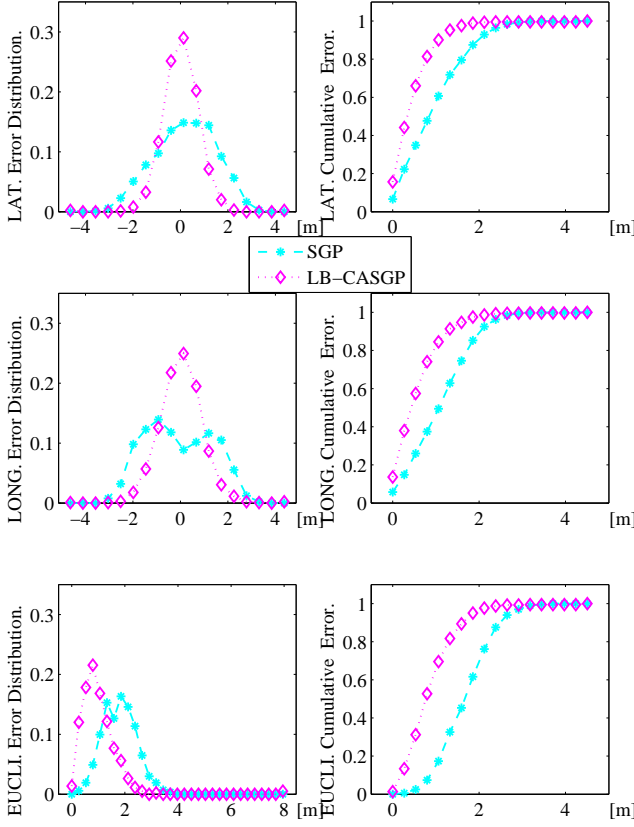 LAT. Error Distribution.
0.3
0.2
0.1
0
−4 −2 0 2 4 [m]
LAT. Cumulative Error.
1
0.8
0.6
0.4
0.2
0
0 2 4 [m]
SGP
LB−CASGP
LONG. Error Distribution.
0.3
0.2
0.1
0
−4 −2 0 2 4 [m]
LONG. Cumulative Error.
1
0.8
0.6
0.4
0.2
0
0 2 4 [m]
EUCLI. Error Distribution.
0.3
0.2
0.1
0
0 2 4 6 8 [m]
EUCLI. Cumulative Error.
1
0.8
0.6
0.4
0.2
0
0 2 4 [m]